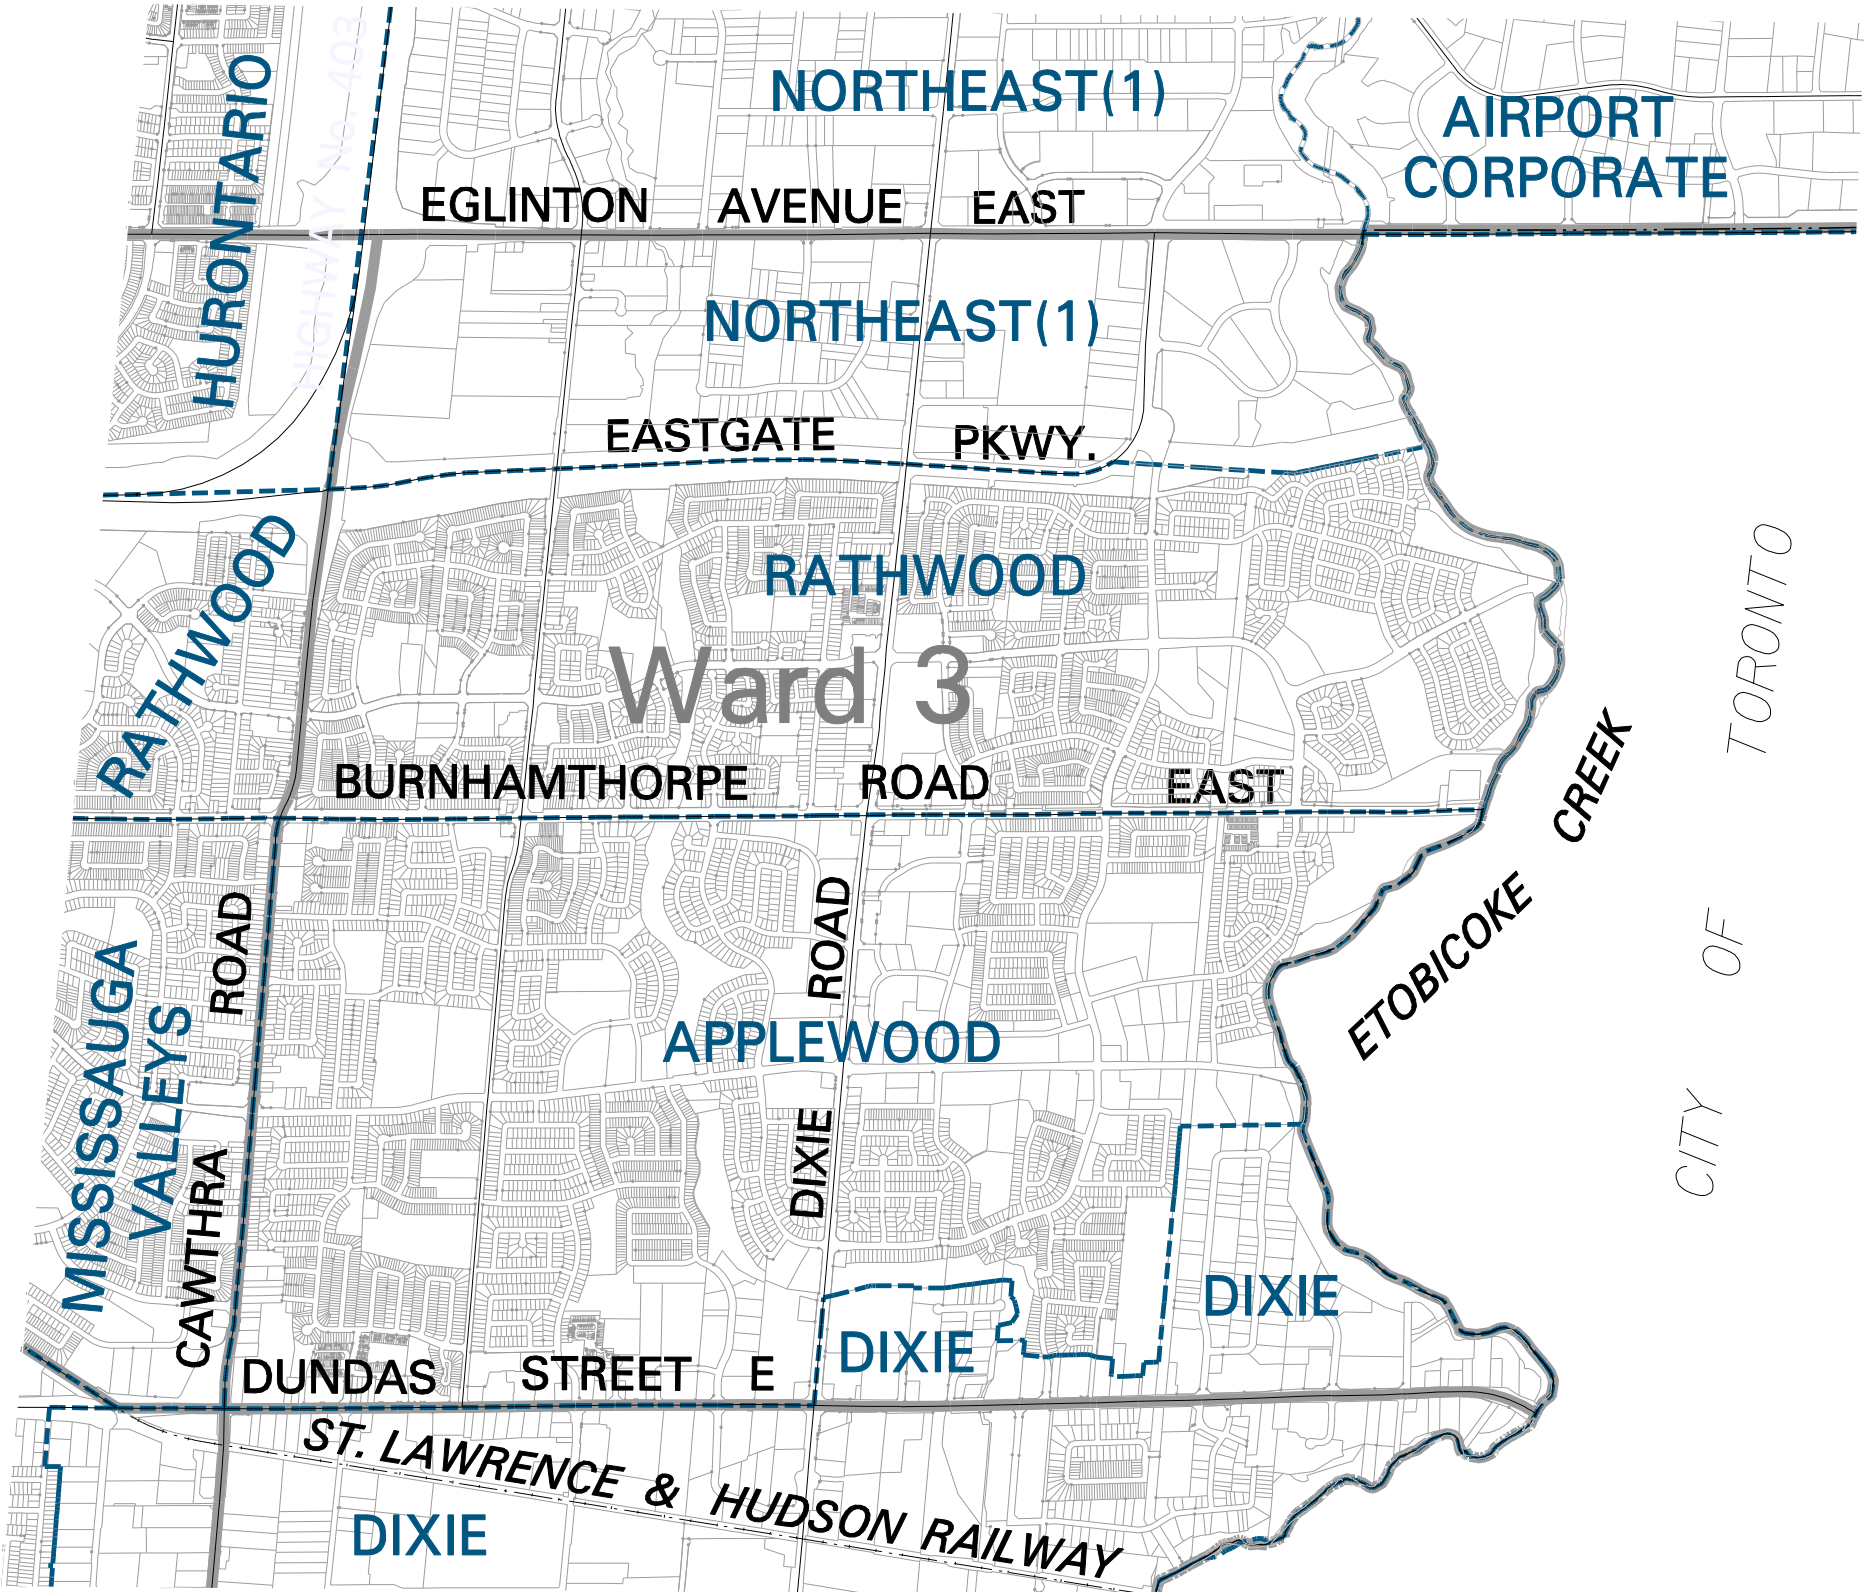 NORTHEAST(1)
AIRPORT
CORPORATE
HIGHWAY No. 403
HURONTARIO
EGLINTON AVENUE EAST
NORTHEAST(1)
EASTGATE PKWY.
RATHWOOD
RATHWOOD
Ward 3
BURNHAMTHORPE ROAD EAST
CITY OF TORONTO
ETOBICOKE CREEK
MISSISSAUGA
VALLEYS
CAWTHRA ROAD
DIXIE ROAD
APPLEWOOD
DIXIE
DIXIE
DUNDAS STREET E
ST. LAWRENCE & HUDSON RAILWAY
DIXIE